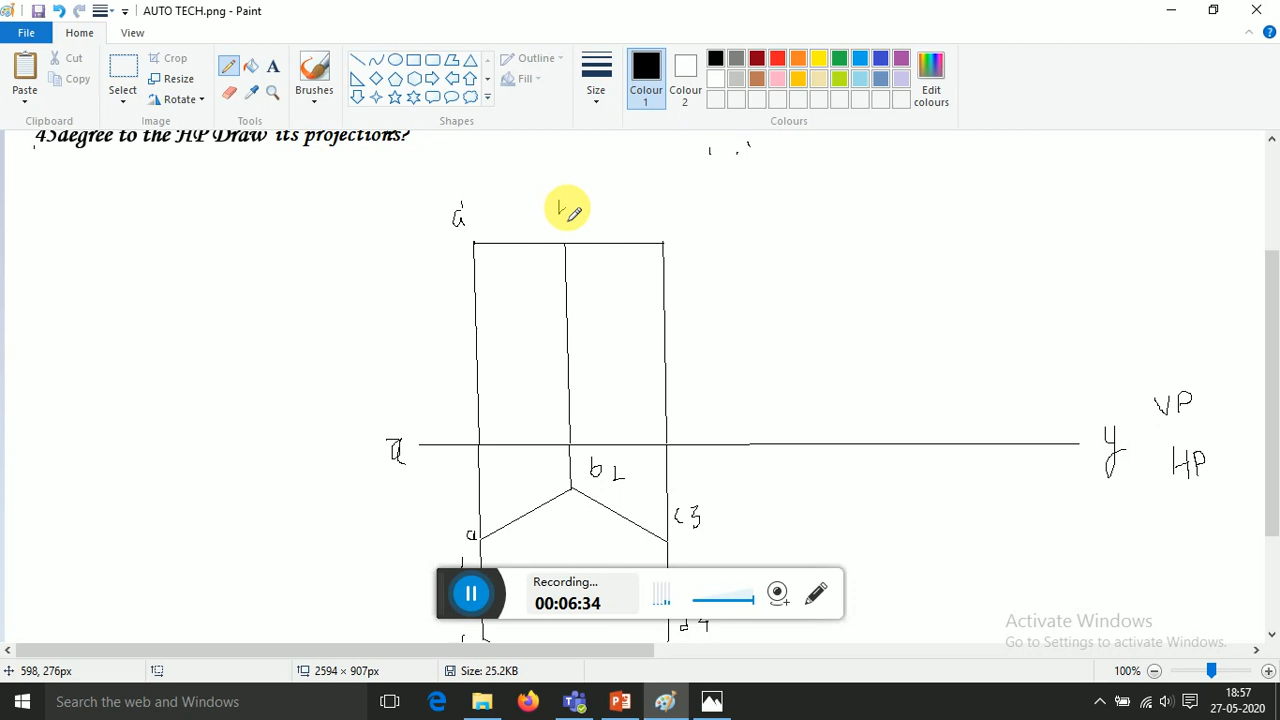 AUTO TECH.png - Paint
File Home View
Paste
Cut
Copy
Clipboard
Select
Crop
Resize
Rotate
Image
A
Tools
Brushes
Shapes
Outline
Fill
Size
Colour 1
Colour 2
Edit colours
Colours
45degree to the HP Draw its projections?
a'
VP
y
HP
b 2
c 3
a
d 4
Recording...
00:06:34
Activate Windows
Go to Settings to activate Windows.
598, 276px
2594 × 907px
Size: 25.2KB
100%
Search the web and Windows
18:57
27-05-2020